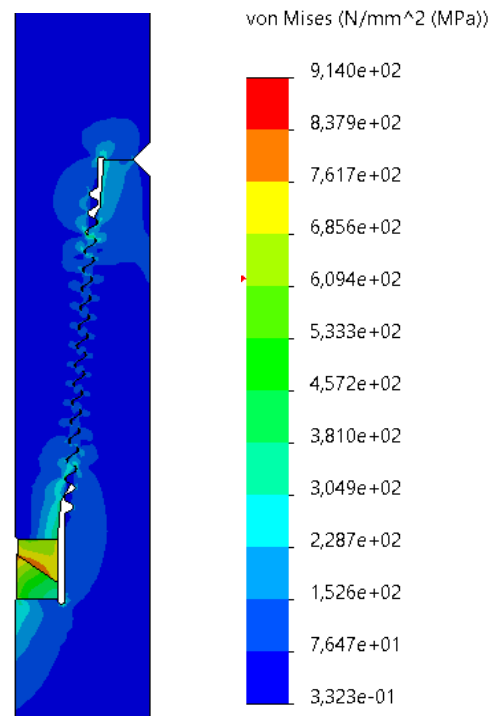 von Mises (N/mm^2 (MPa))
9,140e+02
8,379e+02
7,617e+02
6,856e+02
6,094e+02
5,333e+02
4,572e+02
3,810e+02
3,049e+02
2,287e+02
1,526e+02
7,647e+01
3,323e-01